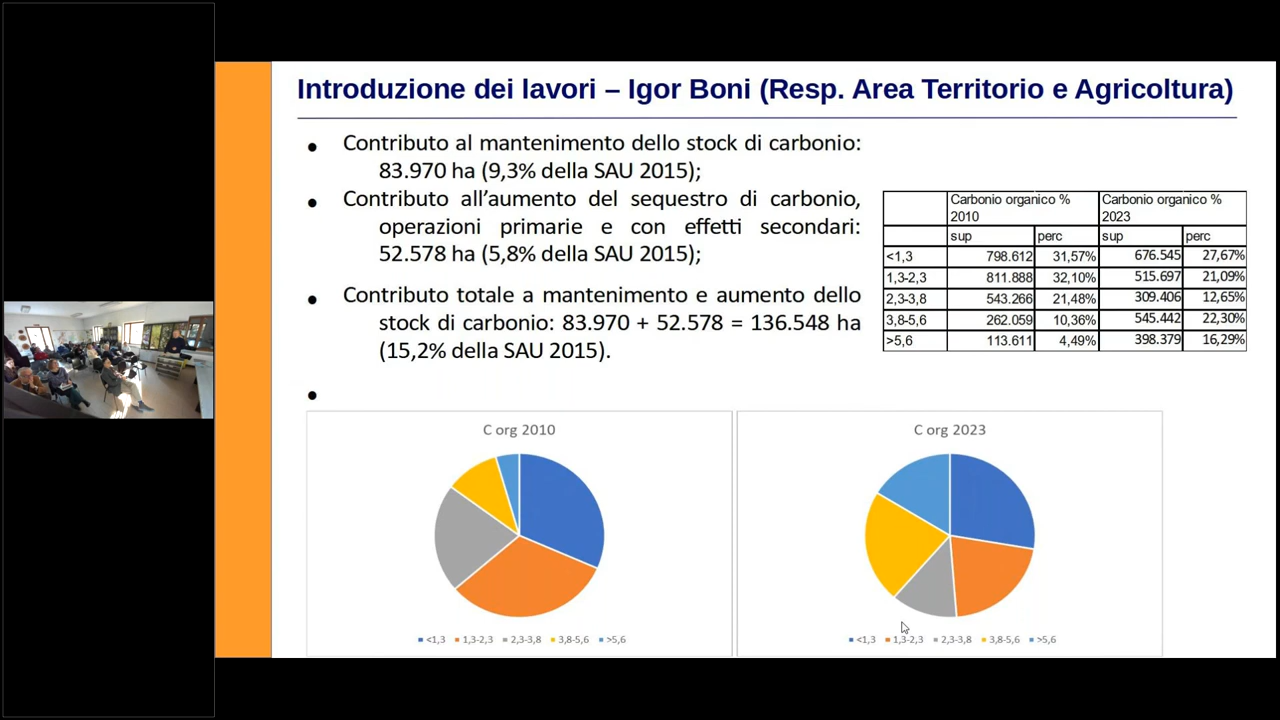 Introduzione dei lavori – Igor Boni (Resp. Area Territorio e Agricoltura)
● Contributo al mantenimento dello stock di carbonio:
83.970 ha (9,3% della SAU 2015);
● Contributo all’aumento del sequestro di carbonio,
operazioni primarie e con effetti secondari:
52.578 ha (5,8% della SAU 2015);
● Contributo totale a mantenimento e aumento dello
stock di carbonio: 83.970 + 52.578 = 136.548 ha
(15,2% della SAU 2015).
●
Carbonio organico % 2010 Carbonio organico % 2023
sup perc sup perc
<1,3 798.612 31,57% 676.545 27,67%
1,3-2,3 811.888 32,10% 515.697 21,09%
2,3-3,8 543.266 21,48% 309.406 12,65%
3,8-5,6 262.059 10,36% 545.442 22,30%
>5,6 113.611 4,49% 398.379 16,29%
C org 2010
<1,3 1,3-2,3 2,3-3,8 3,8-5,6 >5,6
C org 2023
<1,3 1,3-2,3 2,3-3,8 3,8-5,6 >5,6